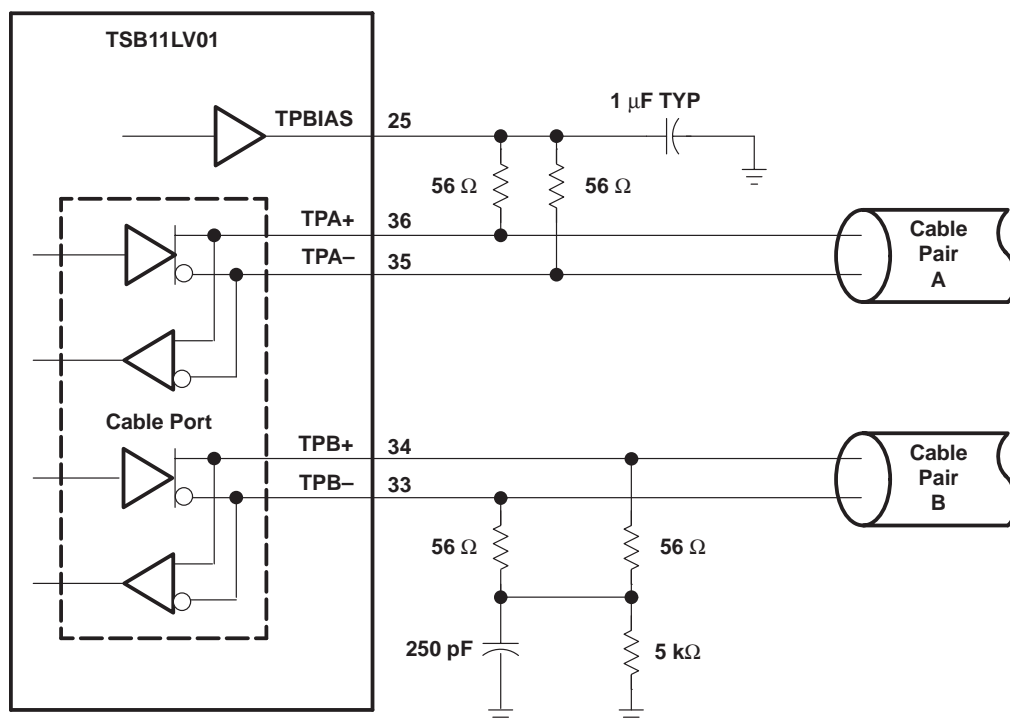 TSB11LV01
1 μF TYP
TPBIAS 25
56 Ω 56 Ω
TPA+ 36
TPA– 35
Cable
Pair
A
Cable Port
TPB+ 34
TPB– 33
Cable
Pair
B
56 Ω 56 Ω
250 pF 5 kΩ